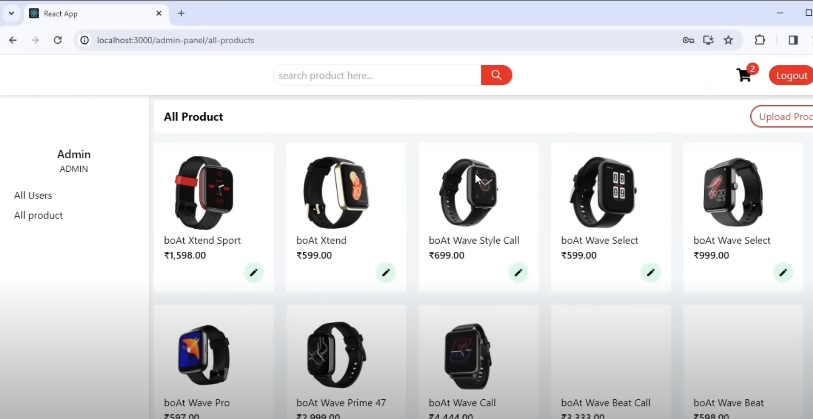 React App
localhost:3000/admin-panel/all-products
search product here...
2
Logout
All Product
Upload Prod
Admin
ADMIN
All Users
All product
boAt Xtend Sport
₹1,598.00
boAt Xtend
₹599.00
boAt Wave Style Call
₹699.00
boAt Wave Select
₹599.00
boAt Wave Select
₹999.00
boAt Wave Pro
₹597.00
boAt Wave Prime 47
₹2,999.00
boAt Wave Call
₹4,444.00
boAt Wave Beat Call
₹3,333.00
boAt Wave Beat
₹598.00